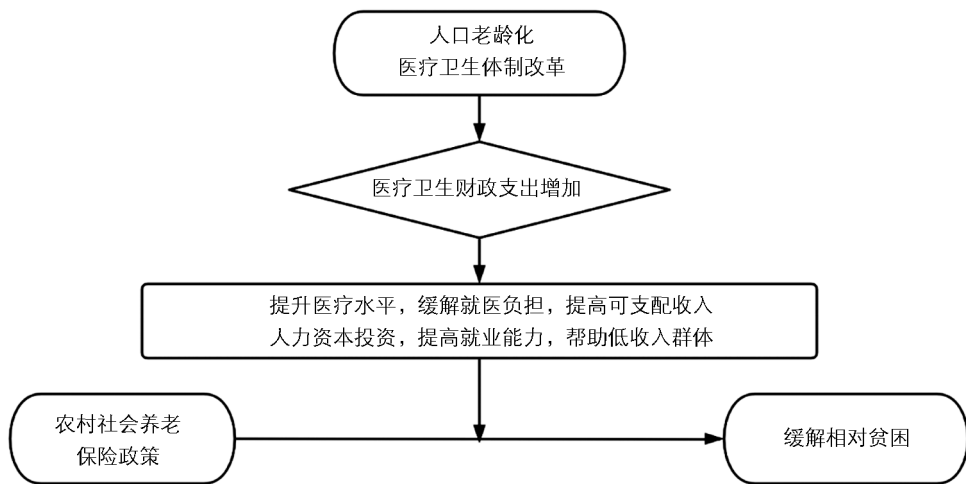 人口老龄化
医疗卫生体制改革
医疗卫生财政支出增加
提升医疗水平，缓解就医负担，提高可支配收入
人力资本投资，提高就业能力，帮助低收入群体
农村社会养老
保险政策
缓解相对贫困